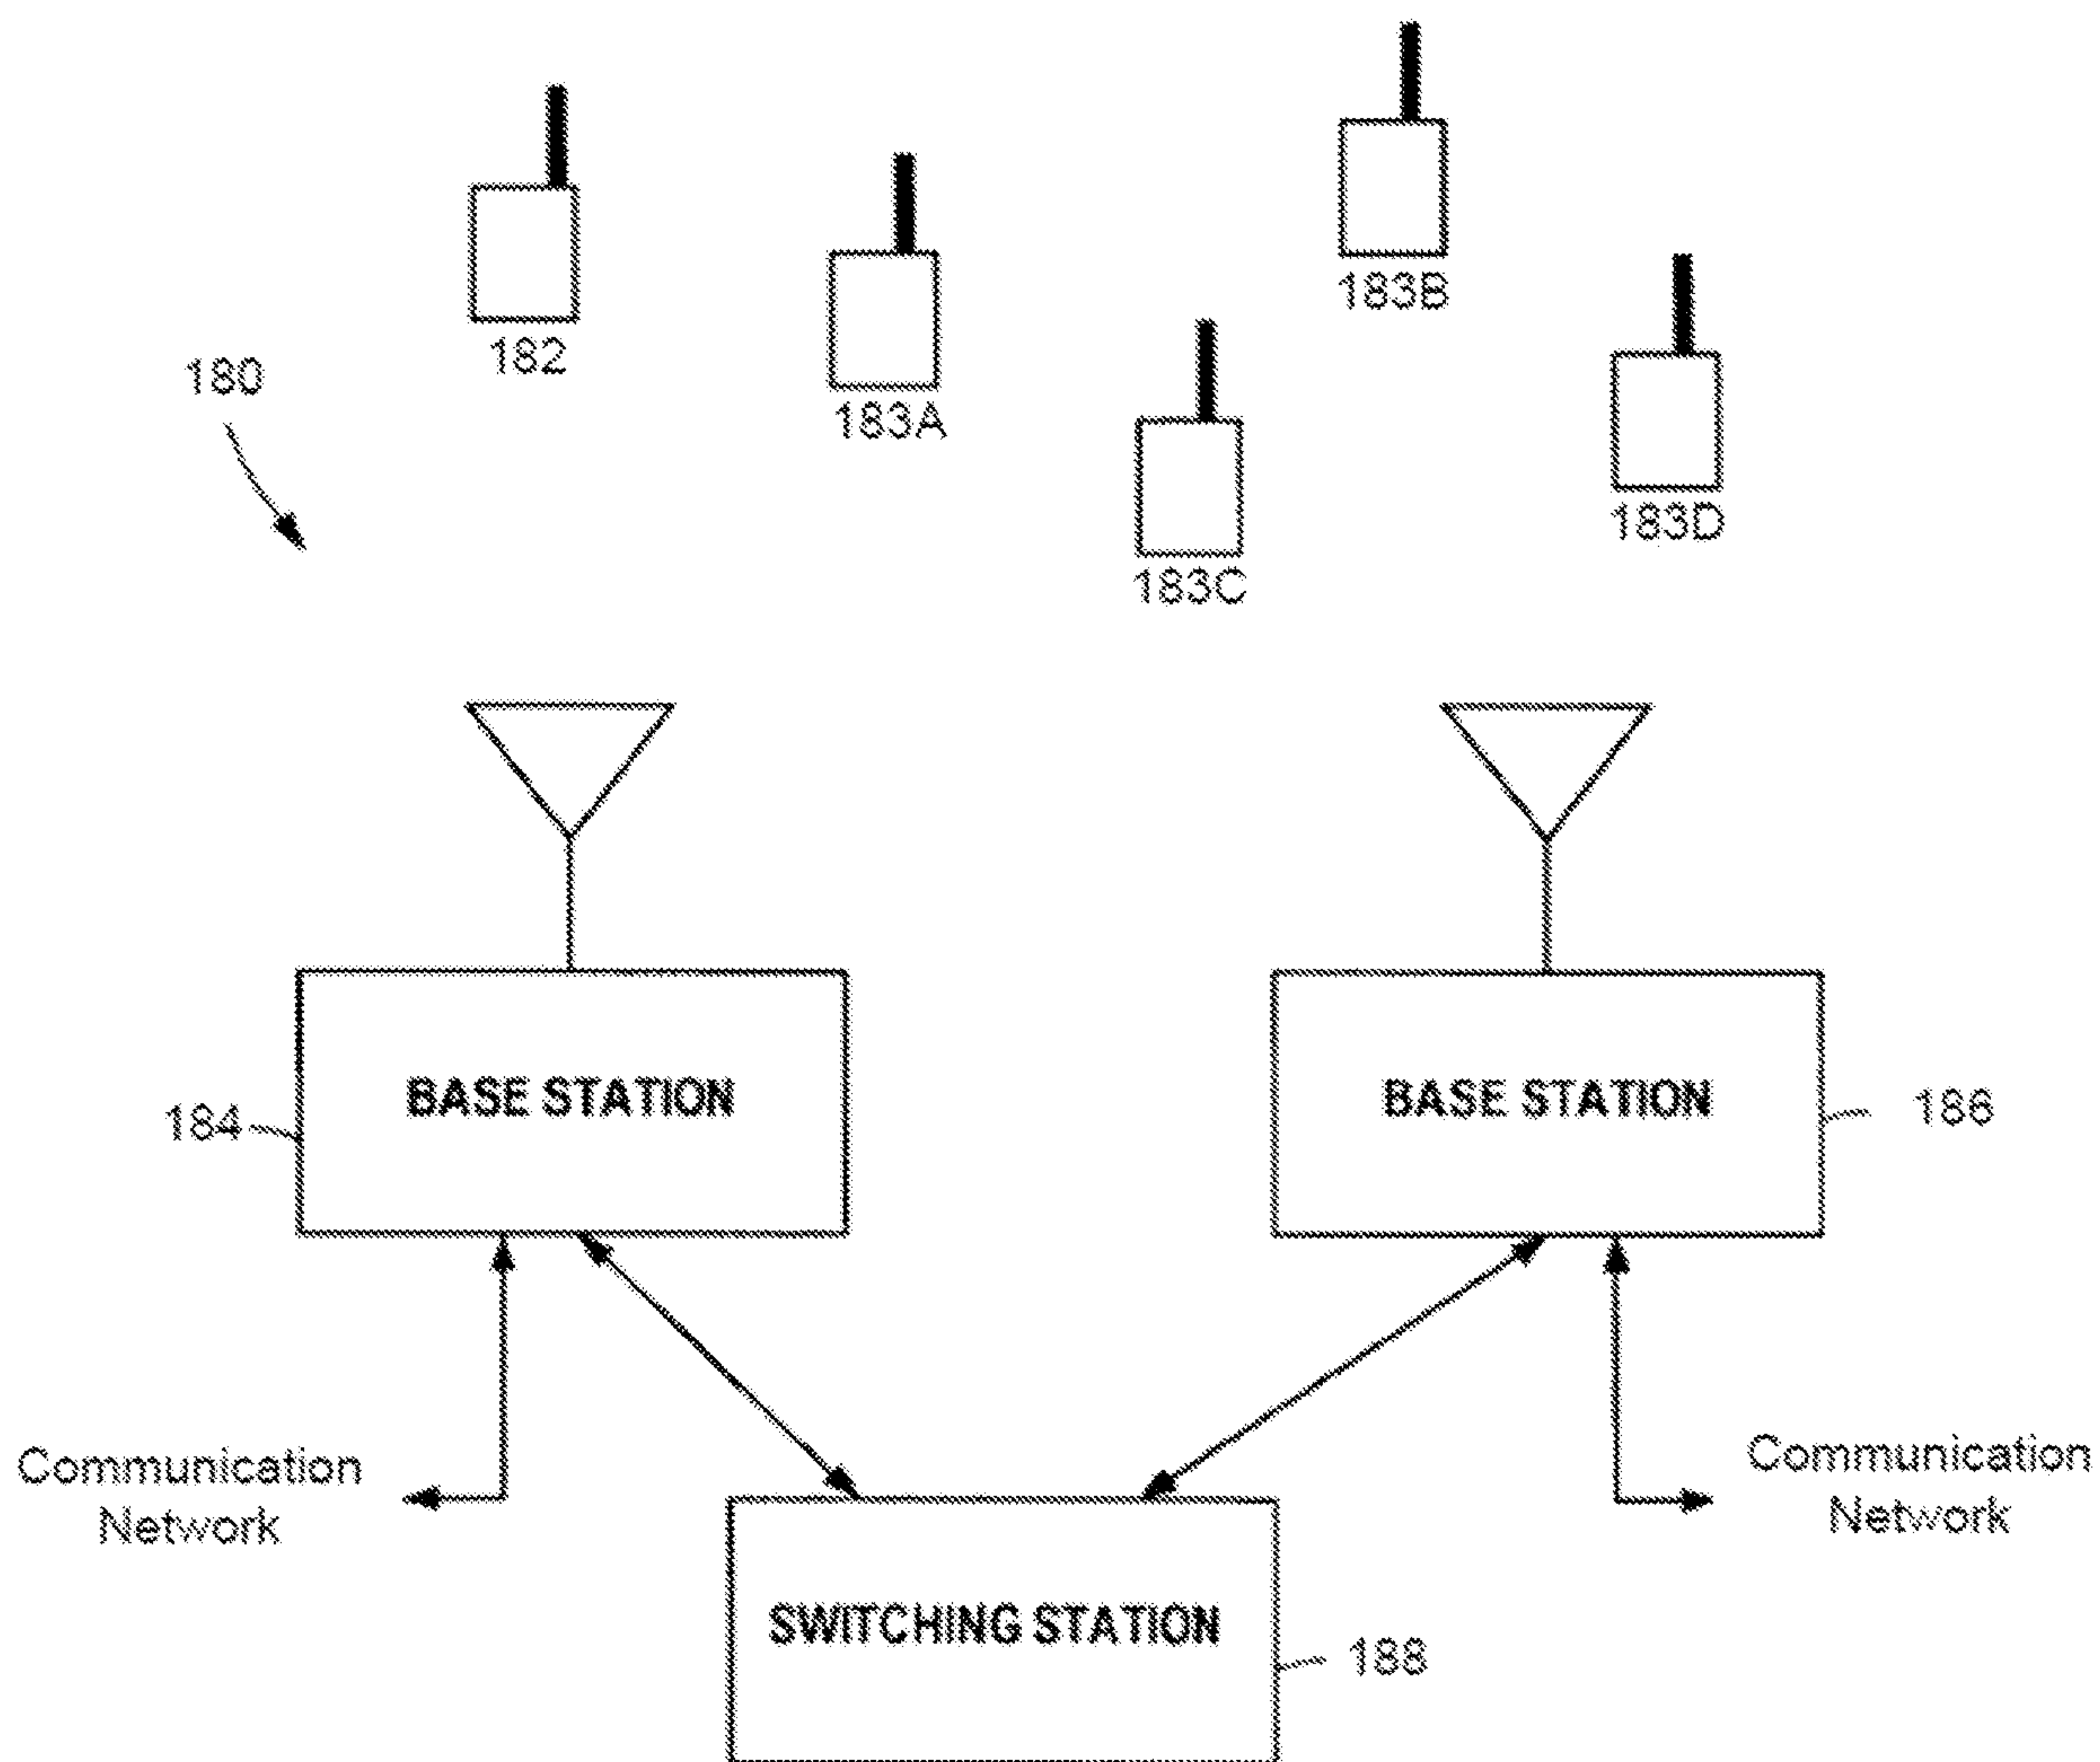 183B
182
180
183A
183D
183C
BASE STATION
BASE STATION
184
186
Communication
Network
Communication
Network
SWITCHING STATION
188